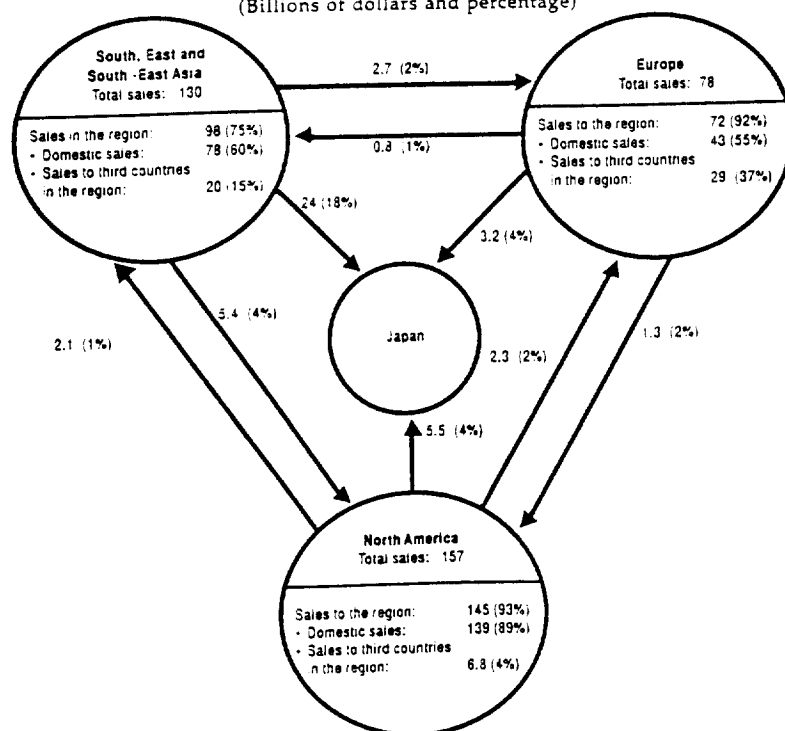 (Billions of dollars and percentage)
South, East and
South -East Asia
Total sales: 130
Sales in the region: 98 (75%)
- Domestic sales: 78 (60%)
- Sales to third countries
in the region: 20 (15%)
Europe
Total sales: 78
Sales to the region: 72 (92%)
- Domestic sales: 43 (55%)
- Sales to third countries
in the region: 29 (37%)
2.7 (2%)
0.8 (1%)
24 (18%)
3.2 (4%)
Japan
2.1 (1%)
5.4 (4%)
2.3 (2%)
1.3 (2%)
5.5 (4%)
North America
Total sales: 157
Sales to the region: 145 (93%)
- Domestic sales: 139 (89%)
- Sales to third countries
in the region: 6.8 (4%)